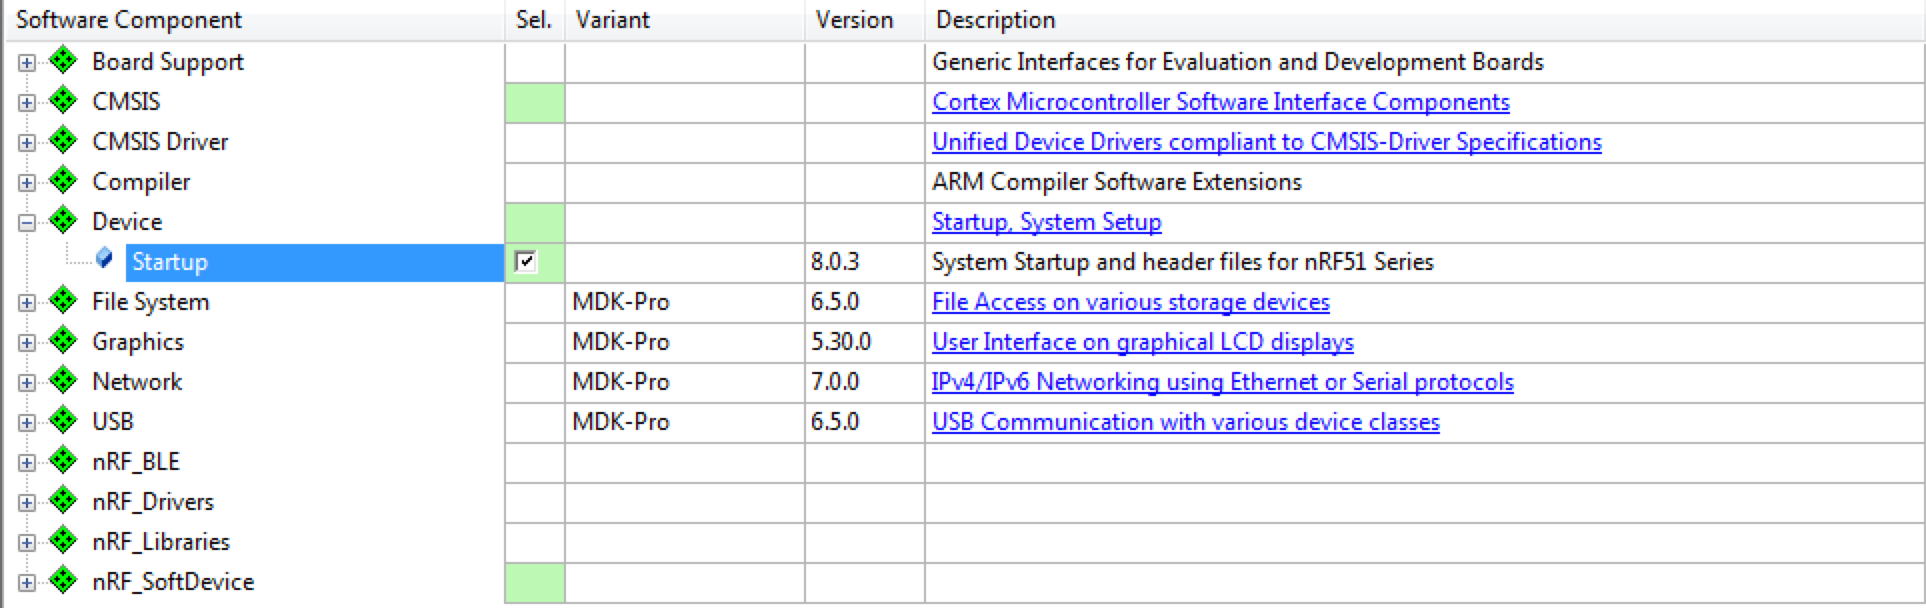 Software Component Sel. Variant Version Description
Board Support Generic Interfaces for Evaluation and Development Boards
CMSIS Cortex Microcontroller Software Interface Components
CMSIS Driver Unified Device Drivers compliant to CMSIS-Driver Specifications
Compiler ARM Compiler Software Extensions
Device Startup, System Setup
Startup 8.0.3 System Startup and header files for nRF51 Series
File System MDK-Pro 6.5.0 File Access on various storage devices
Graphics MDK-Pro 5.30.0 User Interface on graphical LCD displays
Network MDK-Pro 7.0.0 IPv4/IPv6 Networking using Ethernet or Serial protocols
USB MDK-Pro 6.5.0 USB Communication with various device classes
nRF_BLE
nRF_Drivers
nRF_Libraries
nRF_SoftDevice